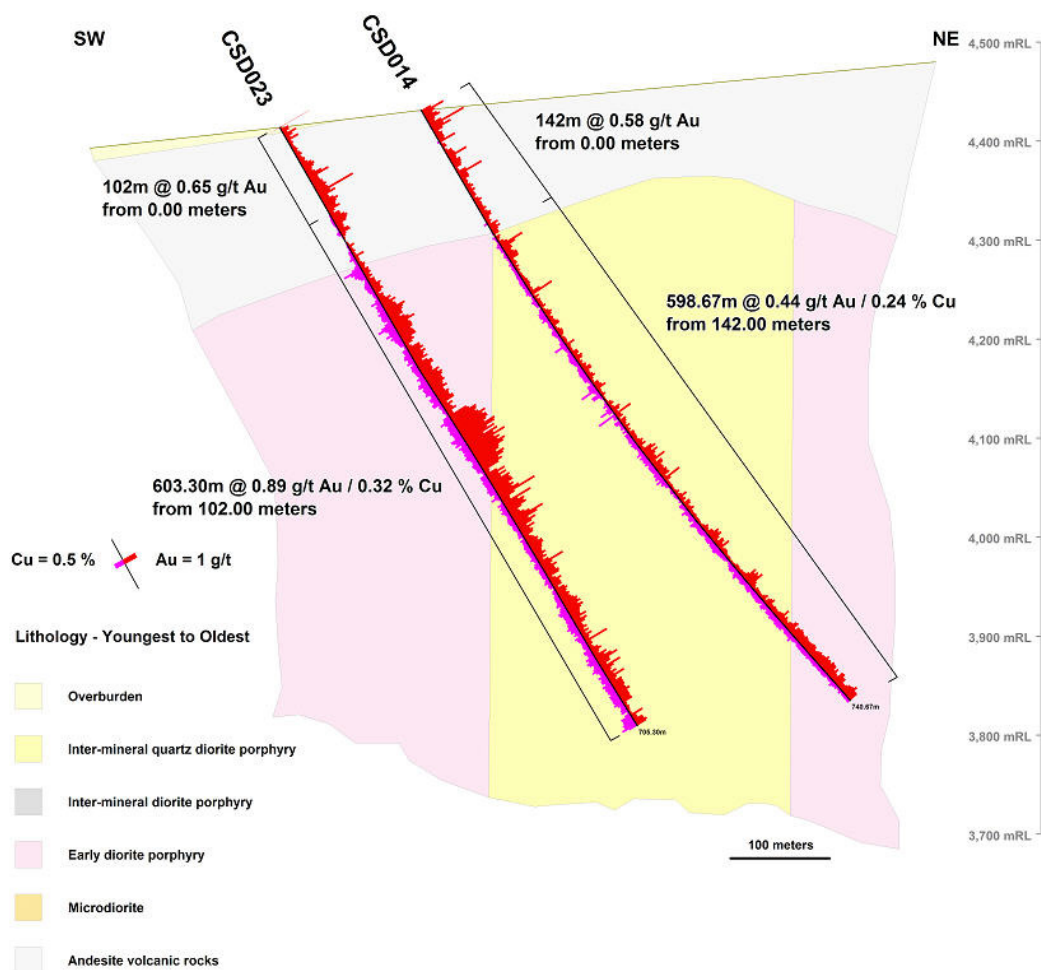 SW
CSD023
CSD014
NE
4,500 mRL
4,400 mRL
4,300 mRL
4,200 mRL
4,100 mRL
4,000 mRL
3,900 mRL
3,800 mRL
3,700 mRL
142m @ 0.58 g/t Au
from 0.00 meters
102m @ 0.65 g/t Au
from 0.00 meters
598.67m @ 0.44 g/t Au / 0.24 % Cu
from 142.00 meters
603.30m @ 0.89 g/t Au / 0.32 % Cu
from 102.00 meters
740.67m
705.30m
Cu = 0.5 % Au = 1 g/t
Lithology - Youngest to Oldest
Overburden
Inter-mineral quartz diorite porphyry
Inter-mineral diorite porphyry
Early diorite porphyry
Microdiorite
Andesite volcanic rocks
100 meters